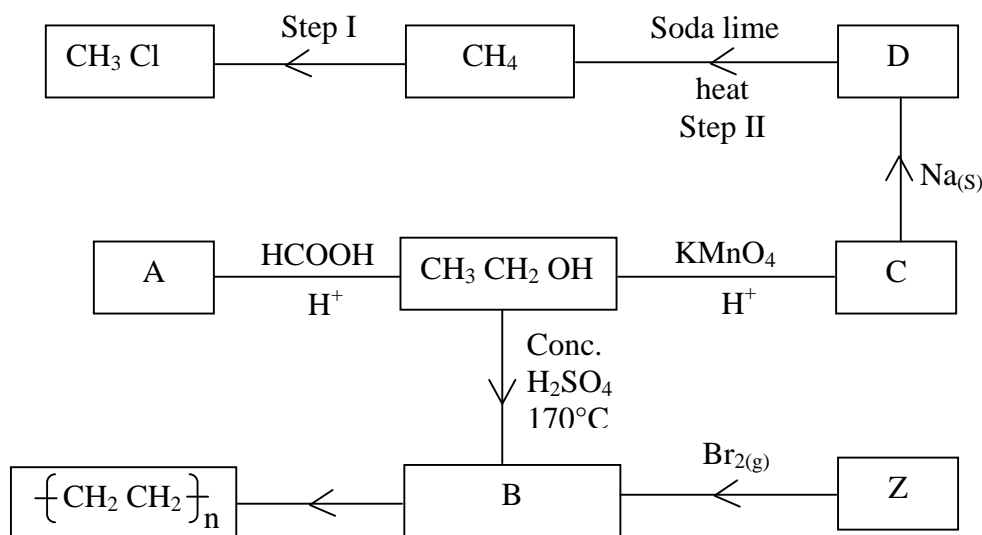 Step I
Soda lime
CH₃ Cl
CH₄
D
heat
Step II
Na₍S₎
HCOOH
KMnO₄
A
CH₃ CH₂ OH
C
H⁺
H⁺
Conc.
H₂SO₄
170°C
Br₂₍g₎
B
Z
-{CH₂ CH₂}-n